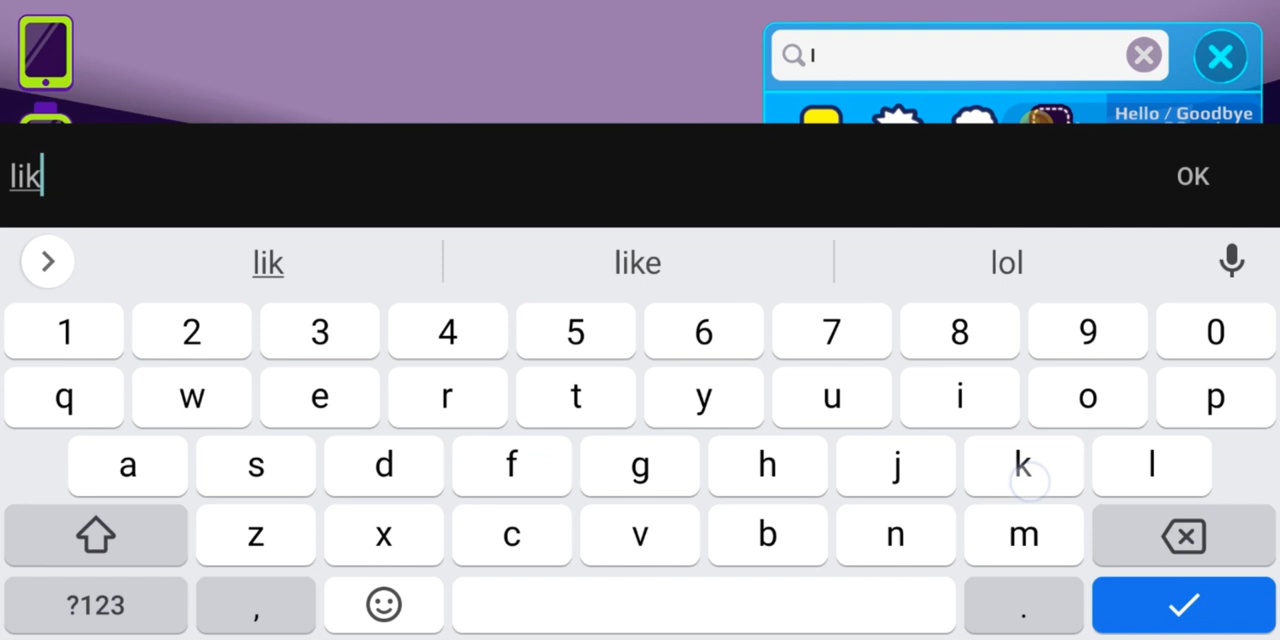 l
Hello / Goodbye
lik
OK
lik like lol
1 2 3 4 5 6 7 8 9 0
q w e r t y u i o p
a s d f g h j k l
z x c v b n m
?123 , .